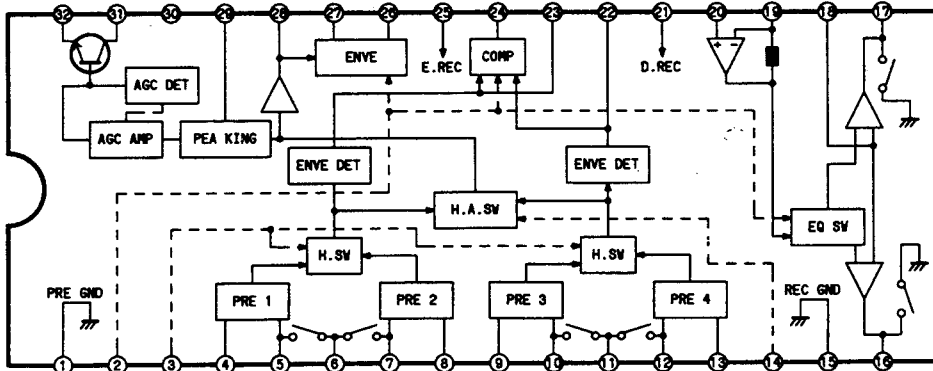 32 31 30 29 28 27 26 25 24 23 22 21 20 19 18 17
AGC DET
ENVE
E.REC
COMP
D.REC
+ -
AGC AMP
PEA KING
ENVE DET
ENVE DET
H.A.SW
EQ SW
H.SW
H.SW
PRE GND
PRE 1
PRE 2
PRE 3
PRE 4
REC GND
1 2 3 4 5 6 7 8 9 10 11 12 13 14 15 16